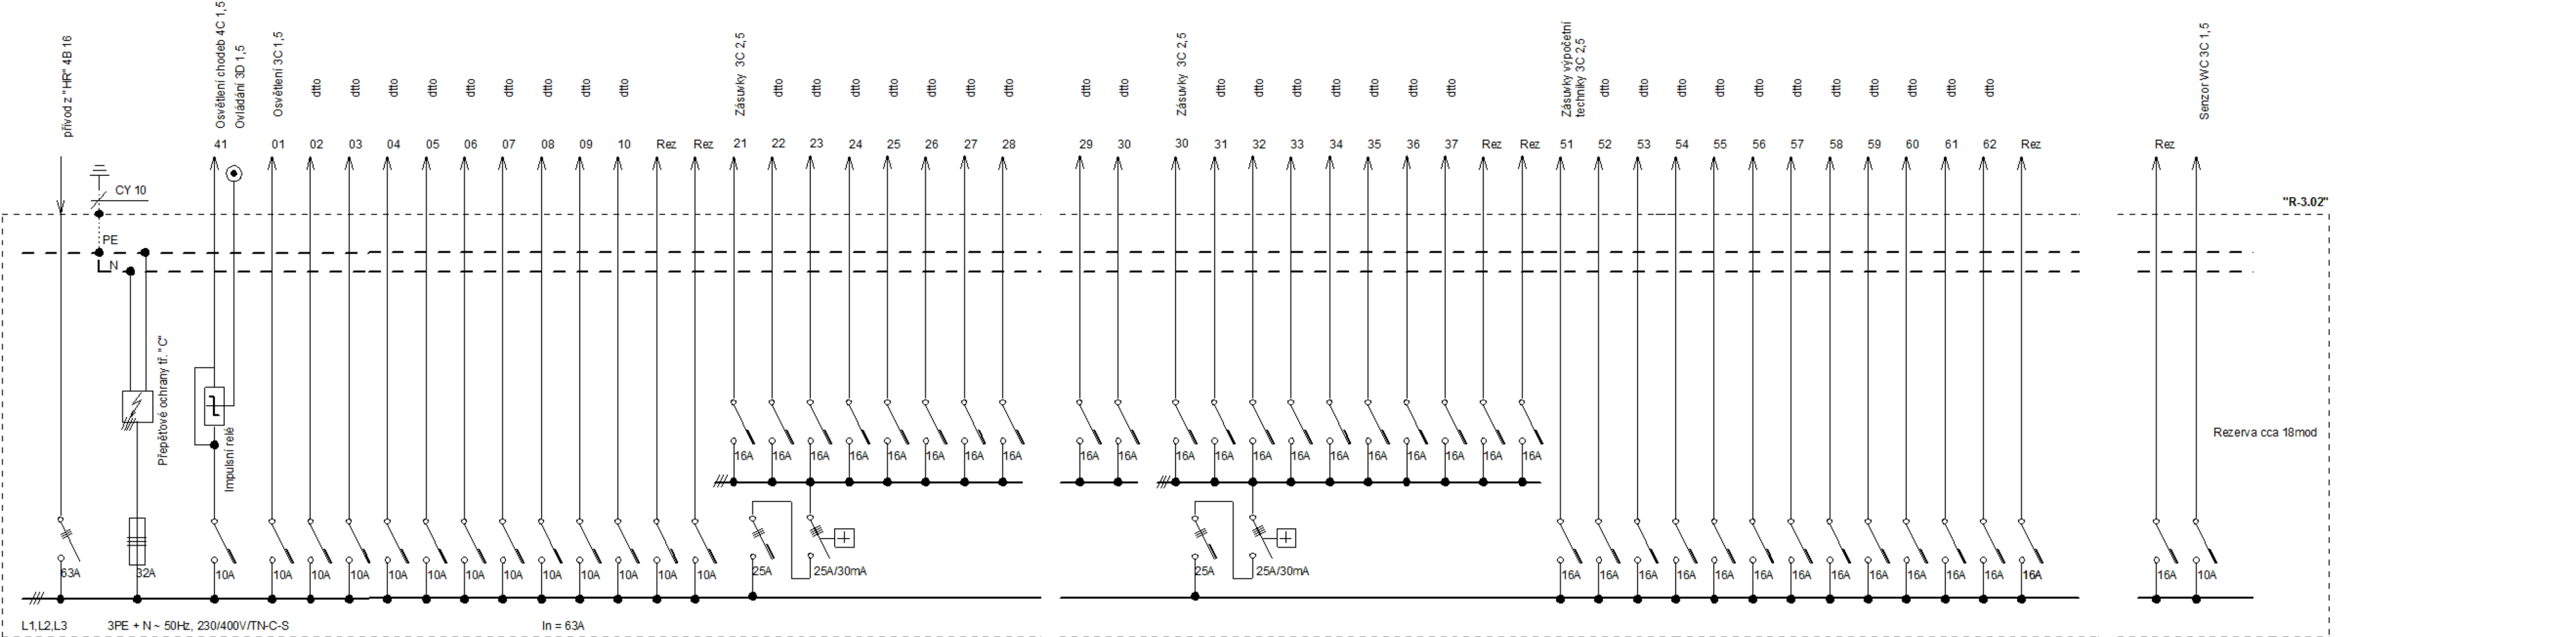 přívod z "HR" 4B 16
Osvětlení chodeb 4C 1,5
Ovládání 3D 1,5
Osvětlení 3C 1,5
dtto dtto dtto dtto dtto dtto dtto dtto dtto
Zásuvky 3C 2,5
dtto dtto dtto dtto dtto dtto dtto dtto dtto
Zásuvky 3C 2,5
dtto dtto dtto dtto dtto dtto dtto
Zásuvky výpočetní
techniky 3C 2,5
dtto dtto dtto dtto dtto dtto dtto dtto dtto dtto dtto
Senzor WC 3C 1,5
41 01 02 03 04 05 06 07 08 09 10 Rez Rez 21 22 23 24 25 26 27 28 29 30 30 31 32 33 34 35 36 37 Rez Rez 51 52 53 54 55 56 57 58 59 60 61 62 Rez Rez
CY 10
"R-3.02"
PE
N
Přepěťové ochrany tř. "C"
Impulsní relé
Rezerva cca 18mod
16A 16A 16A 16A 16A 16A 16A 16A 16A 16A 16A 16A 16A 16A 16A 16A 16A 16A 16A 16A
63A 32A 10A 10A 10A 10A 10A 10A 10A 10A 10A 10A 10A 10A 10A 25A 25A/30mA 25A 25A/30mA 16A 16A 16A 16A 16A 16A 16A 16A 16A 16A 16A 16A 16A 16A 10A
L1,L2,L3 3PE + N ~ 50Hz, 230/400V/TN-C-S In = 63A